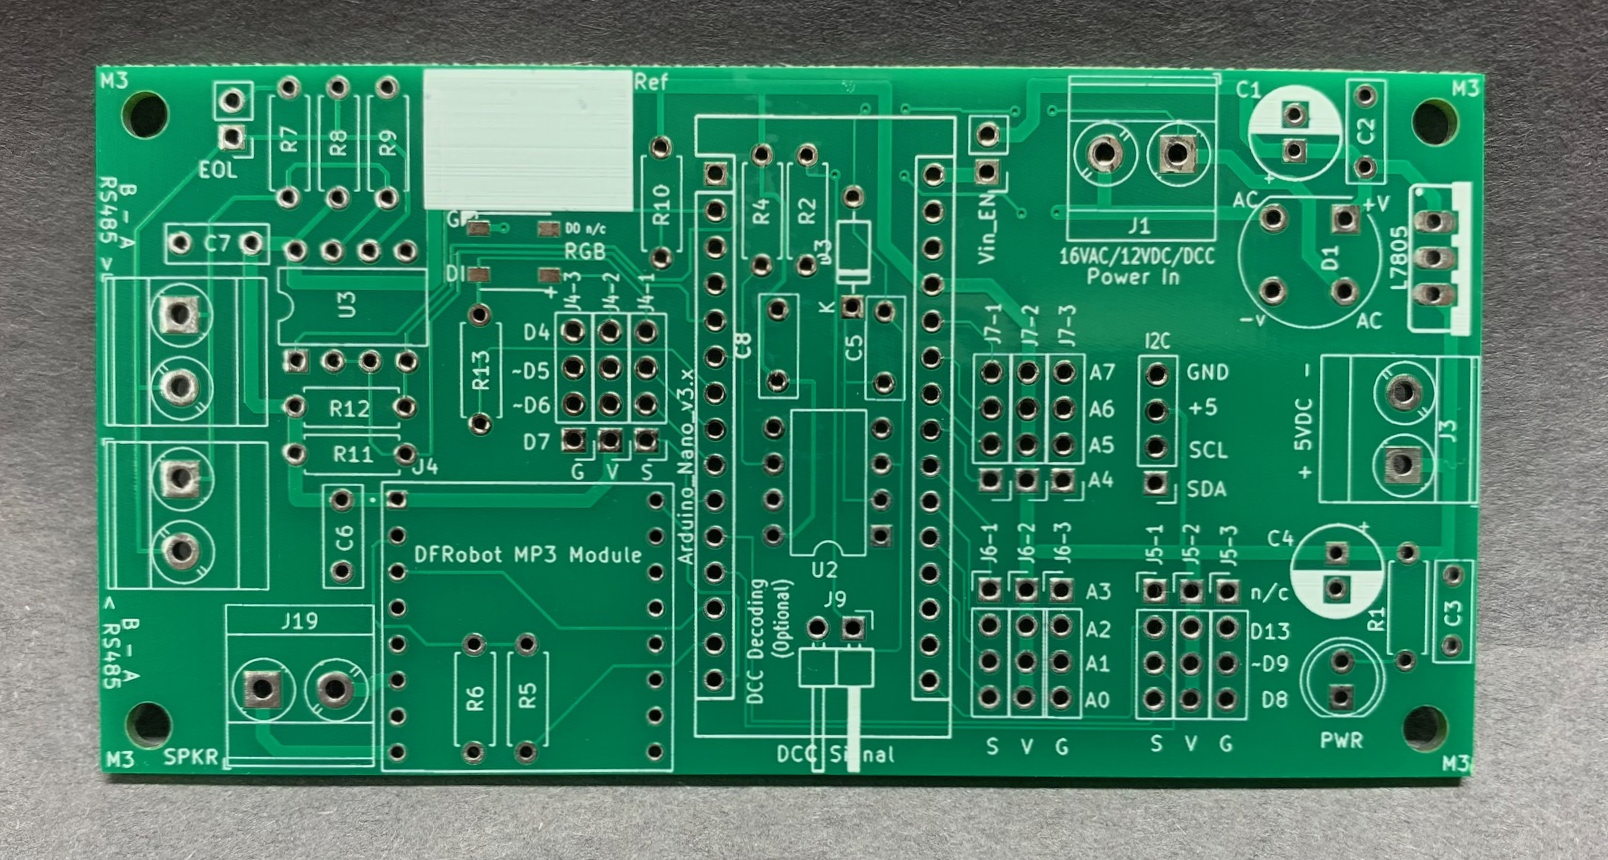 M3
EOL
R7
R8
R9
Ref
R10
R4
R2
Vin_EN
J1
16VAC/12VDC/DCC
Power In
C1
+
C2
M3
B – A
RS485 >
C7
U3
G
DO n/c
RGB
DI
+
J4-3
J4-2
J4-1
K
C8
C5
AC
+V
D1
-v
AC
L7805
R13
D4
~D5
~D6
D7
G V S
R12
R11
J4
Arduino_Nano_v3.x
J7-1
J7-2
J7-3
A7
A6
A5
A4
I2C
GND
+5
SCL
SDA
+ 5VDC –
J3
C6
DFRobot MP3 Module
U2
J9
DCC Decoding
(Optional)
DCC Signal
J6-1
J6-2
J6-3
A3
A2
A1
A0
S V G
J5-1
J5-2
J5-3
n/c
D13
~D9
D8
S V G
C4
+
R1
C3
PWR
< B – A
RS485
J19
SPKR
R6
R5
M3
M3